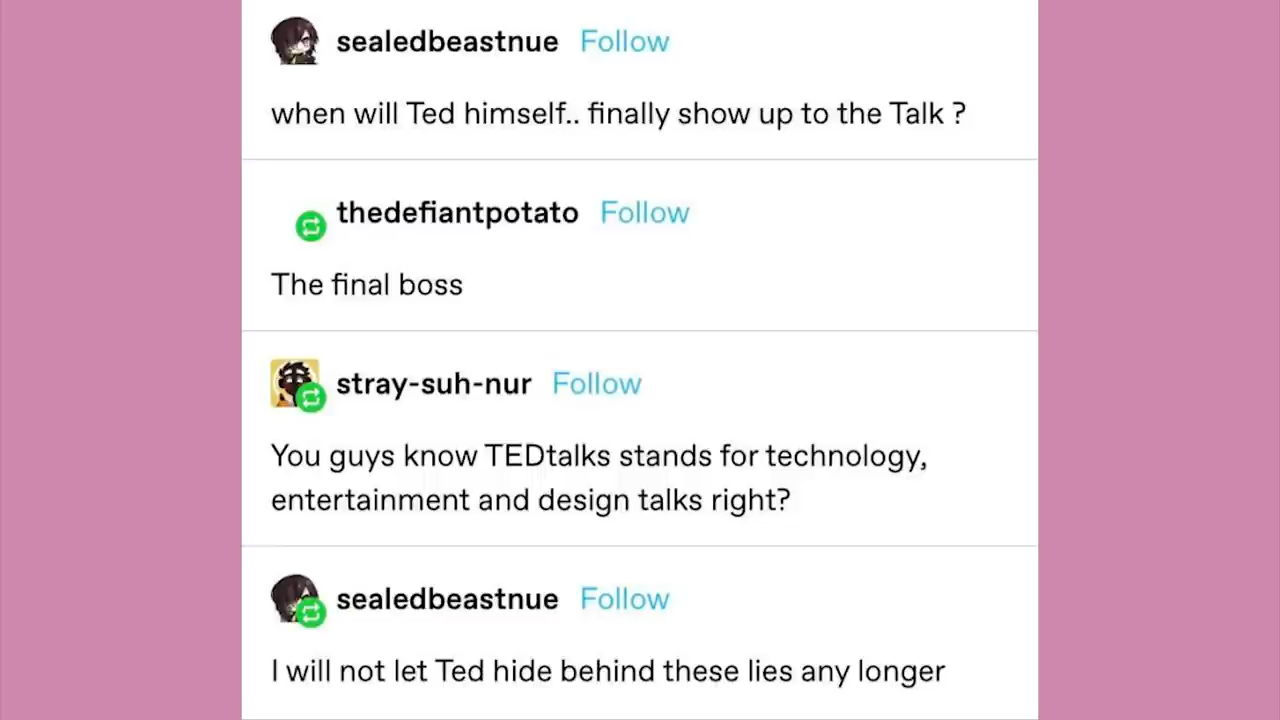 sealedbeastnue Follow
when will Ted himself.. finally show up to the Talk ?
thedefiantpotato Follow
The final boss
stray-suh-nur Follow
You guys know TEDtalks stands for technology,
entertainment and design talks right?
sealedbeastnue Follow
I will not let Ted hide behind these lies any longer